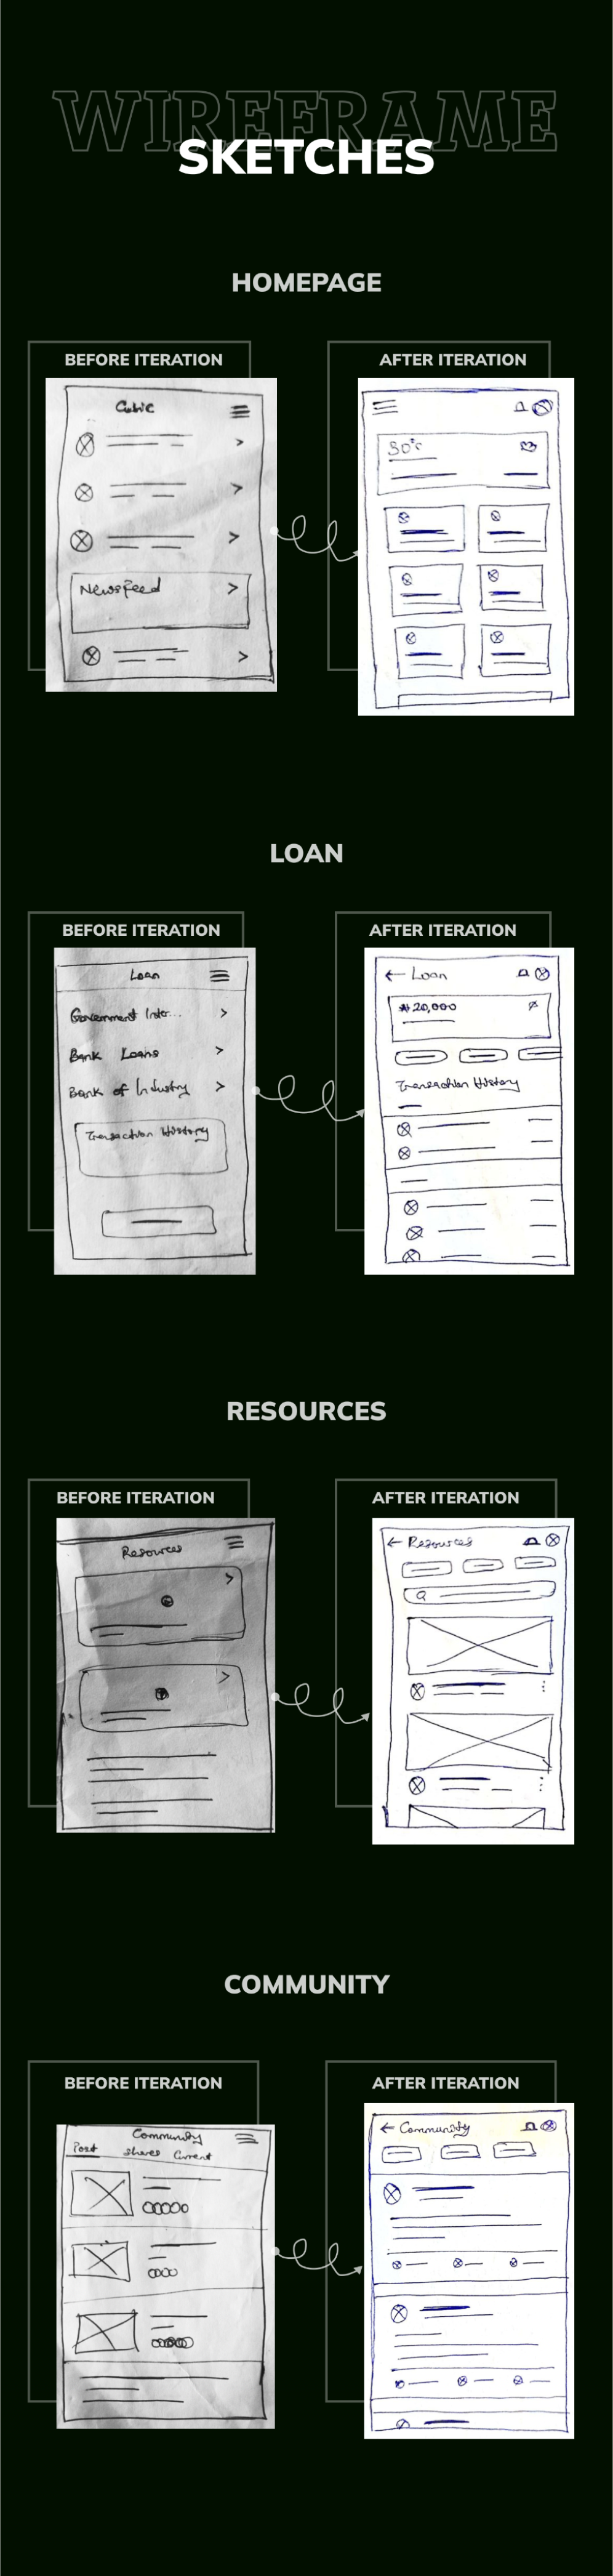 WIREFRAME
SKETCHES
HOMEPAGE
BEFORE ITERATION
Cubic
Newsfeed
AFTER ITERATION
30°c
LOAN
BEFORE ITERATION
Loan
Government Inter...
Bank Loans
Bank of Industry
Transaction History
AFTER ITERATION
← Loan
₦20,000
Transaction History
RESOURCES
BEFORE ITERATION
Resources
AFTER ITERATION
← Resources
COMMUNITY
BEFORE ITERATION
Community
Post Shares Current
AFTER ITERATION
← Community